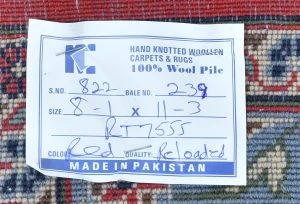 HAND KNOTTED WOOLLEN
CARPETS & RUGS
100% Wool Pile
S.NO. 822 BALE NO. 239
SIZE 8-1 x 11-3
RT7555
COLOUR Red QUALITY Reloaded
MADE IN PAKISTAN